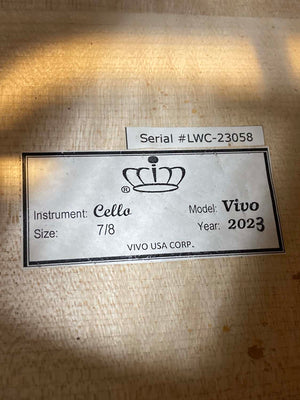 Serial #LWC-23058
®
Instrument: Cello Model: Vivo
Size: 7/8 Year: 2023
VIVO USA CORP.